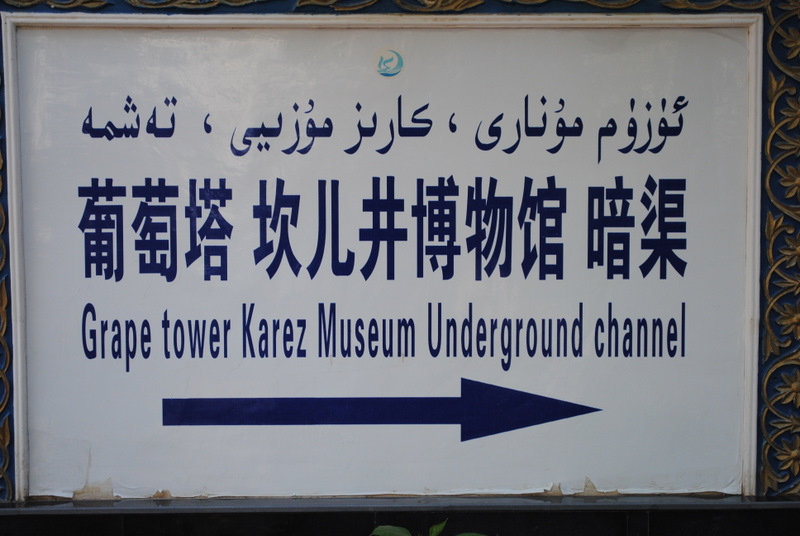 ئۈزۈم مۇنارى ، كارىز مۇزىيى ، تەشمە
葡萄塔 坎儿井博物馆 暗渠
Grape tower Karez Museum Underground channel